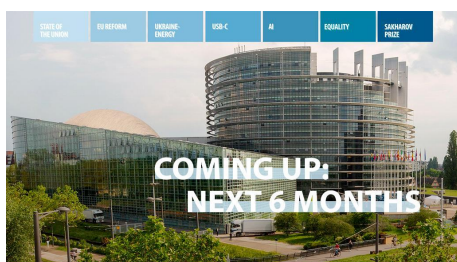 STATE OF
THE UNION
EU REFORM
UKRAINE-
ENERGY
USB-C
AI
EQUALITY
SAKHAROV
PRIZE
COMING UP:
NEXT 6 MONTHS